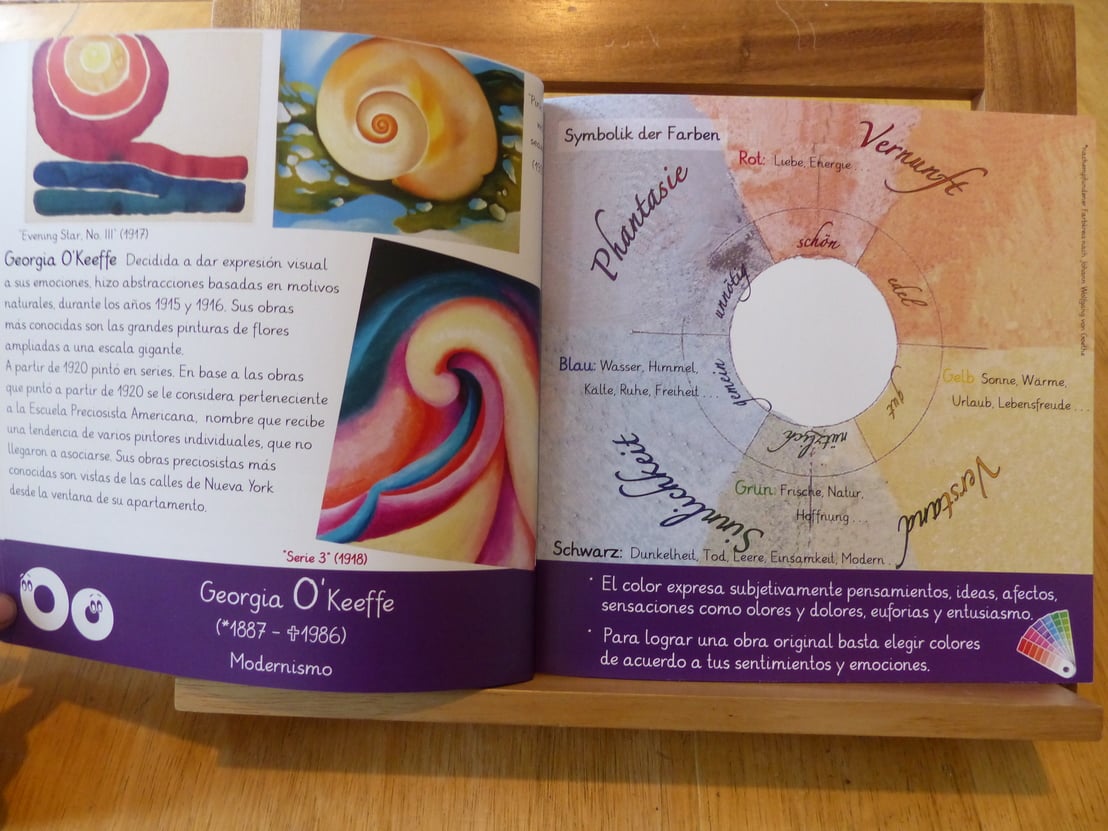 "Evening Star, No. III" (1917)
Georgia O'Keeffe Decidida a dar expresión visual
a sus emociones, hizo abstracciones basadas en motivos
naturales, durante los años 1915 y 1916. Sus obras
más conocidas son las grandes pinturas de flores
ampliadas a una escala gigante.
A partir de 1920 pintó en series. En base a las obras
que pintó a partir de 1920 se le considera perteneciente
a la Escuela Preciosista Americana, nombre que recibe
una tendencia de varios pintores individuales, que no
llegaron a asociarse. Sus obras preciosistas más
conocidas son vistas de las calles de Nueva York
desde la ventana de su apartamento.
"Serie 3" (1918)
Georgia O'Keeffe
(*1887 - ✞1986)
Modernismo
Symbolik der Farben
Rot: Liebe, Energie...
Vernunft
Phantasie
schön
unnötig
edel
Blau: Wasser, Himmel,
Kälte, Ruhe, Freiheit...
gemein
gut
Gelb Sonne, Wärme,
Urlaub, Lebensfreude...
nützlich
Sinnlichkeit
Verstand
Grün: Frische, Natur,
Hoffnung...
Schwarz: Dunkelheit, Tod, Leere, Einsamkeit, Modern...
· El color expresa subjetivamente pensamientos, ideas, afectos,
sensaciones como olores y dolores, euforias y entusiasmo.
· Para lograr una obra original basta elegir colores
de acuerdo a tus sentimientos y emociones.
Farbkreis nach Johann Wolfgang von Goethe